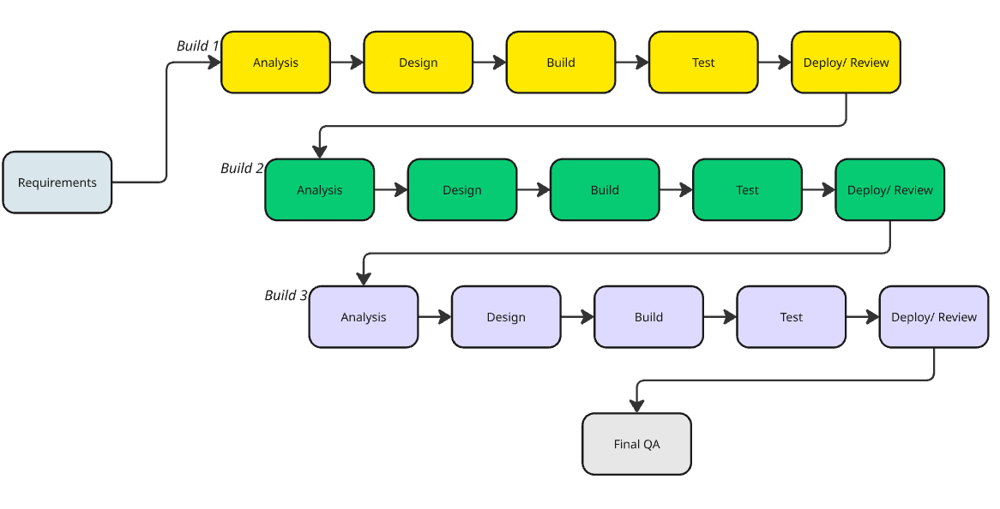 Build 1
Analysis
Design
Build
Test
Deploy/ Review
Requirements
Build 2
Analysis
Design
Build
Test
Deploy/ Review
Build 3
Analysis
Design
Build
Test
Deploy/ Review
Final QA